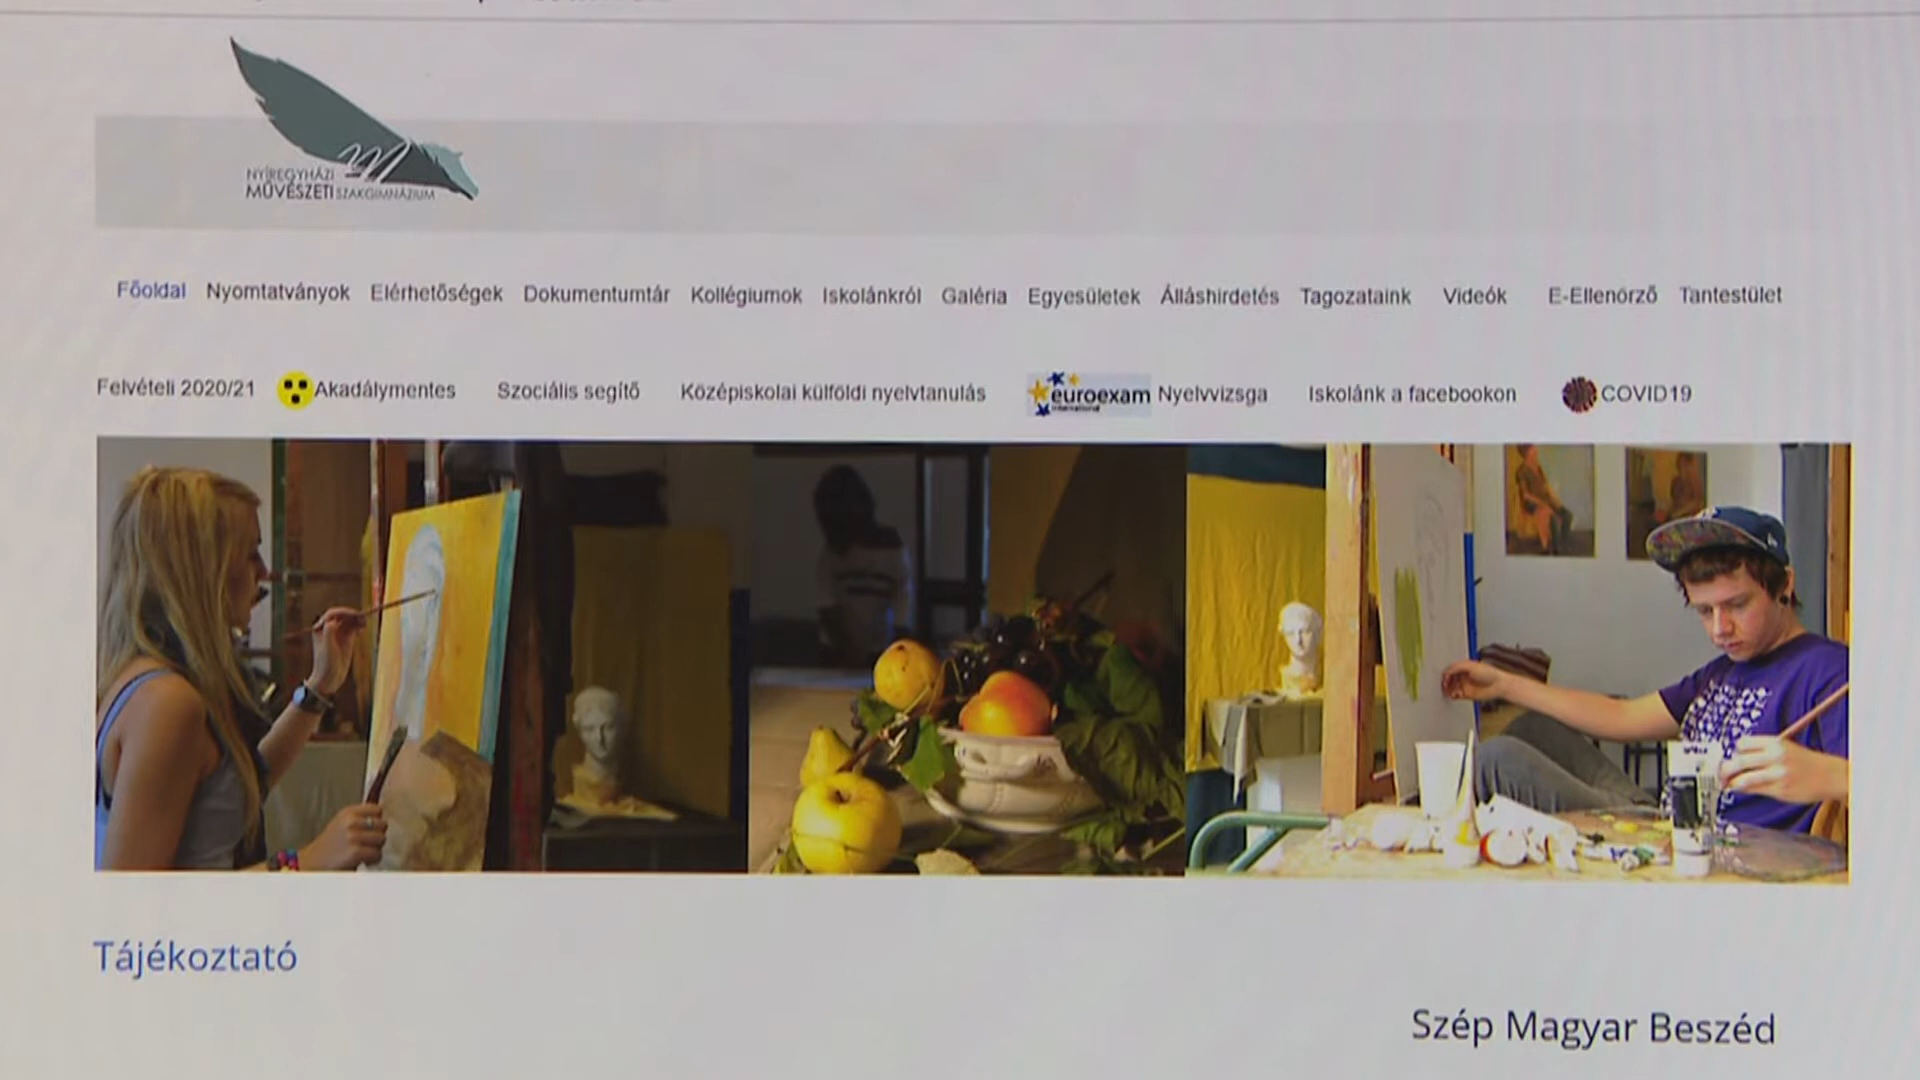 NYÍREGYHÁZI
MŰVÉSZETI SZAKGIMNÁZIUM
Főoldal Nyomtatványok Elérhetőségek Dokumentumtár Kollégiumok Iskolánkról Galéria Egyesületek Álláshirdetés Tagozataink Videók E-Ellenőrző Tantestület
Felvételi 2020/21 Akadálymentes Szociális segítő Középiskolai külföldi nyelvtanulás euroexam Nyelvvizsga Iskolánk a facebookon COVID19
international
Tájékoztató
Szép Magyar Beszéd